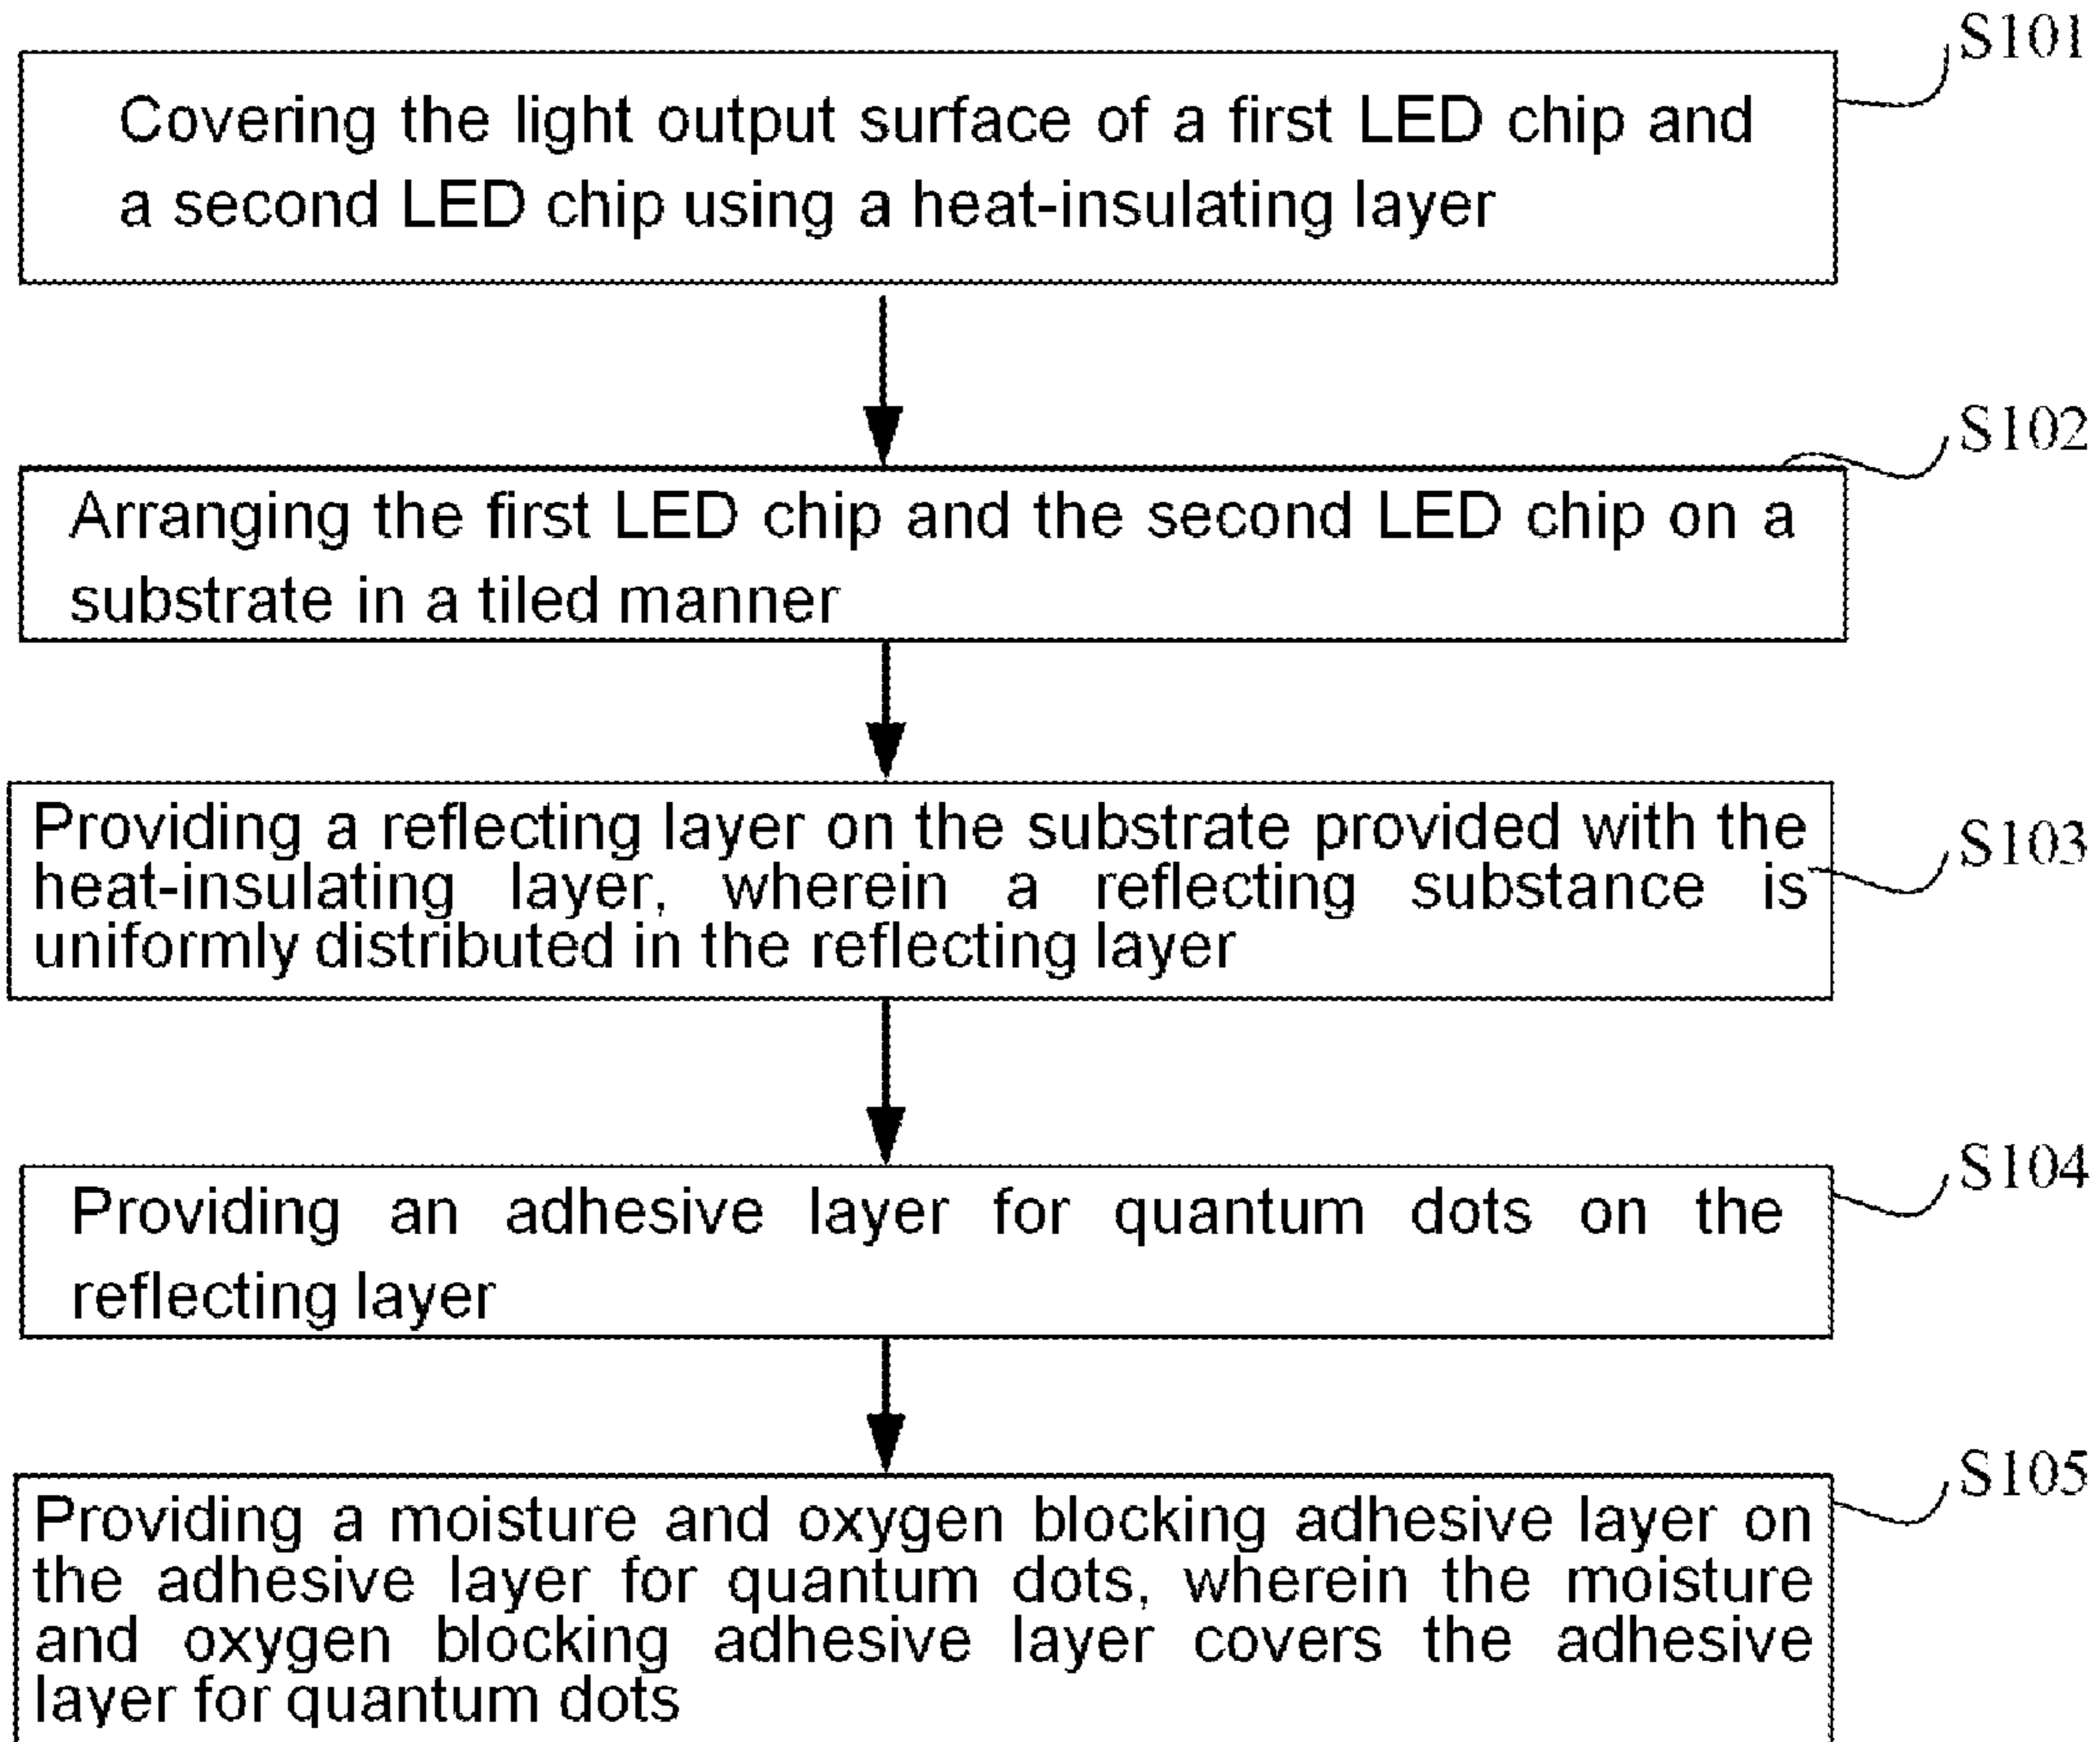 S101
Covering the light output surface of a first LED chip and
a second LED chip using a heat-insulating layer
S102
Arranging the first LED chip and the second LED chip on a
substrate in a tiled manner
S103
Providing a reflecting layer on the substrate provided with the
heat-insulating layer, wherein a reflecting substance is
uniformly distributed in the reflecting layer
S104
Providing an adhesive layer for quantum dots on the
reflecting layer
S105
Providing a moisture and oxygen blocking adhesive layer on
the adhesive layer for quantum dots, wherein the moisture
and oxygen blocking adhesive layer covers the adhesive
layer for quantum dots